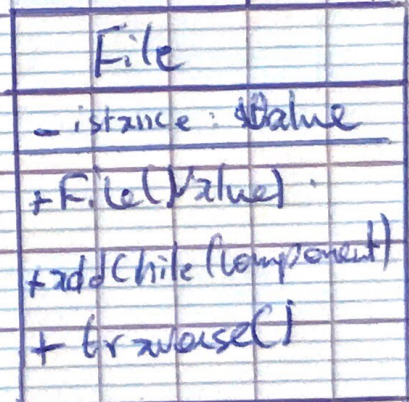 File
- istance : Value
+ File(Value)
+ addChile(Component)
+ traverse()